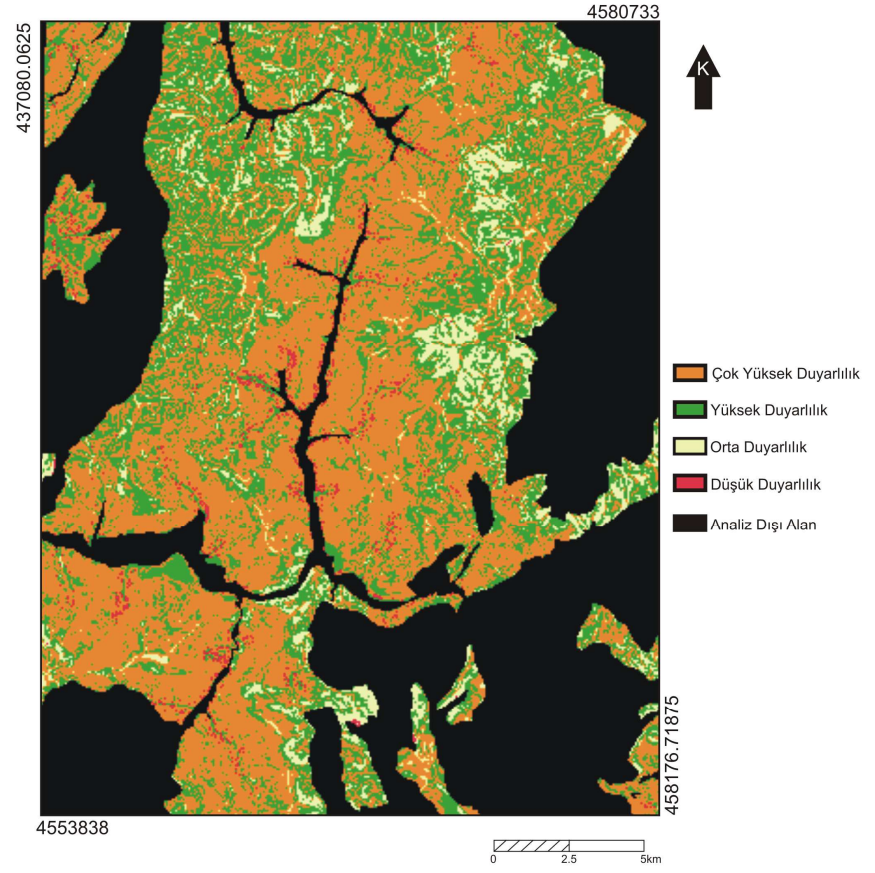 4580733
437080.0625
K
Çok Yüksek Duyarlılık
Yüksek Duyarlılık
Orta Duyarlılık
Düşük Duyarlılık
Analiz Dışı Alan
458176.71875
4553838
0 2.5 5km